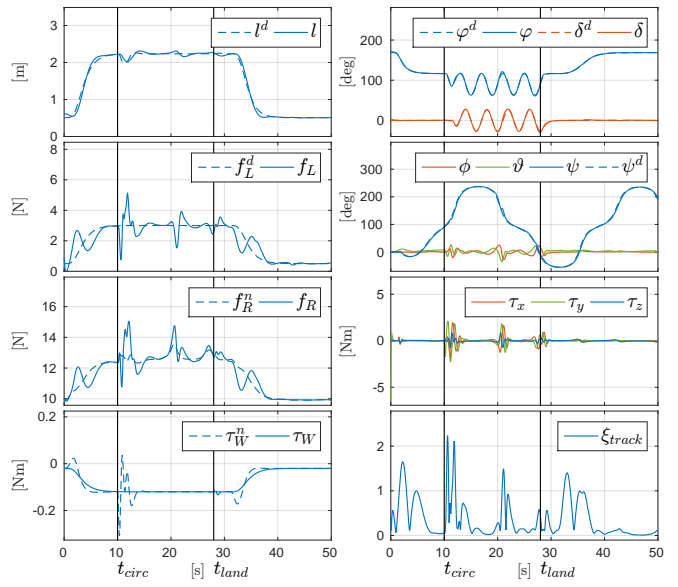 l^d l
[m]
3
2
1
0
f_L^d f_L
[N]
8
6
4
2
0
f_R^n f_R
[N]
16
14
12
10
τ_W^n τ_W
[Nm]
0.2
0
-0.2
0 10 20 30 40 50
t_circ [s] t_land
φ^d φ δ^d δ
[deg]
200
100
0
ϕ ϑ ψ ψ^d
[deg]
300
200
100
0
τ_x τ_y τ_z
[Nm]
5
0
-5
ξ_track
2
1
0
0 10 20 30 40 50
t_circ [s] t_land